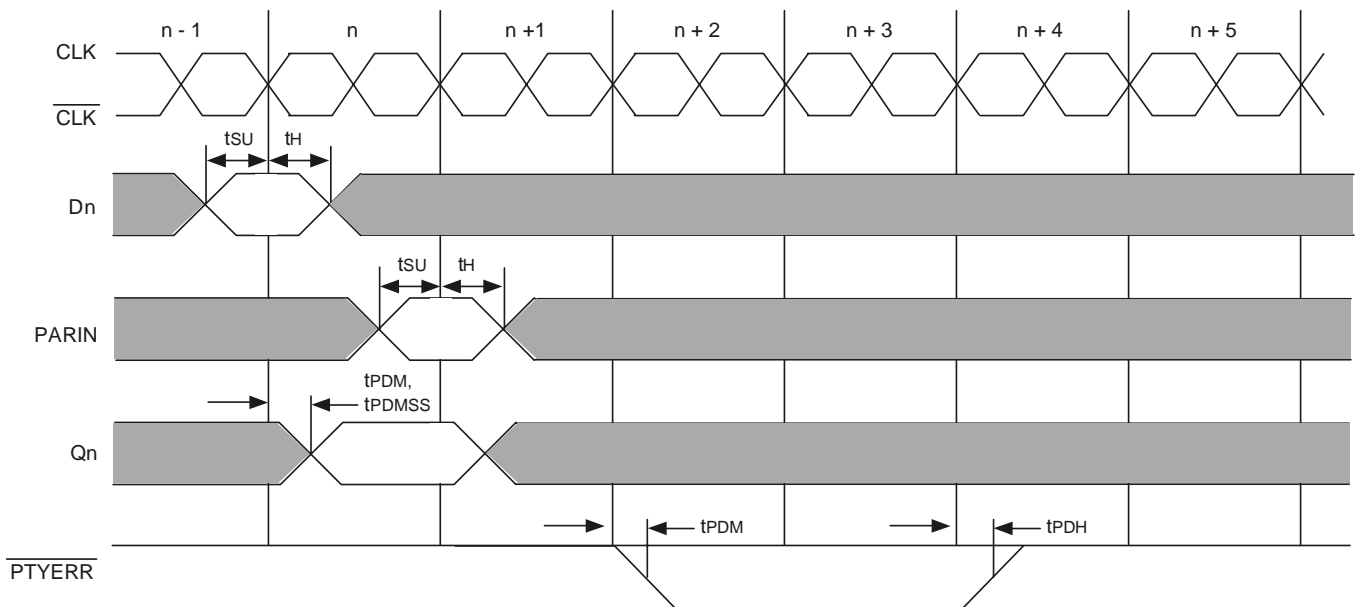 n - 1 n n +1 n + 2 n + 3 n + 4 n + 5
CLK
CLK
tSU tH
Dn
tSU tH
PARIN
tPDM,
tPDMSS
Qn
tPDM tPDH
PTYERR